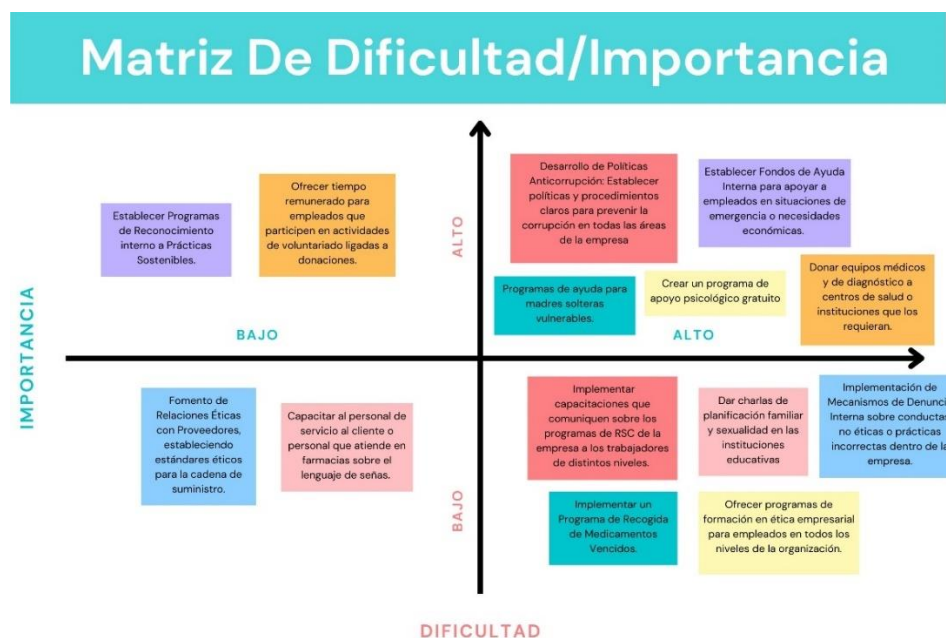 Matriz De Dificultad/Importancia
Establecer Programas
de Reconocimiento
interno a Prácticas
Sostenibles.
Ofrecer tiempo
remunerado para
empleados que
participen en actividades
de voluntariado ligadas a
donaciones.
ALTO
Desarrollo de Políticas
Anticorrupción: Establecer
políticas y procedimientos
claros para prevenir la
corrupción en todas las áreas
de la empresa
Establecer Fondos de Ayuda
Interna para apoyar a
empleados en situaciones de
emergencia o necesidades
económicas.
Programas de ayuda para
madres solteras
vulnerables.
Crear un programa de
apoyo psicológico gratuito
Donar equipos médicos
y de diagnóstico a
centros de salud o
instituciones que los
requieran.
IMPORTANCIA
BAJO
ALTO
Fomento de
Relaciones Éticas
con Proveedores,
estableciendo
estándares éticos
para la cadena de
suministro.
Capacitar al personal de
servicio al cliente o
personal que atiende en
farmacias sobre el
lenguaje de señas.
BAJO
Implementar
capacitaciones que
comuniquen sobre los
programas de RSC de la
empresa a los trabajadores
de distintos niveles.
Dar charlas de
planificación familiar
y sexualidad en las
instituciones
educativas
Implementación de
Mecanismos de Denunci
Interna sobre conductas
no éticas o prácticas
incorrectas dentro de la
empresa.
Implementar un
Programa de Recogida
de Medicamentos
Vencidos.
Ofrecer programas de
formación en ética empresarial
para empleados en todos los
niveles de la organización.
DIFICULTAD